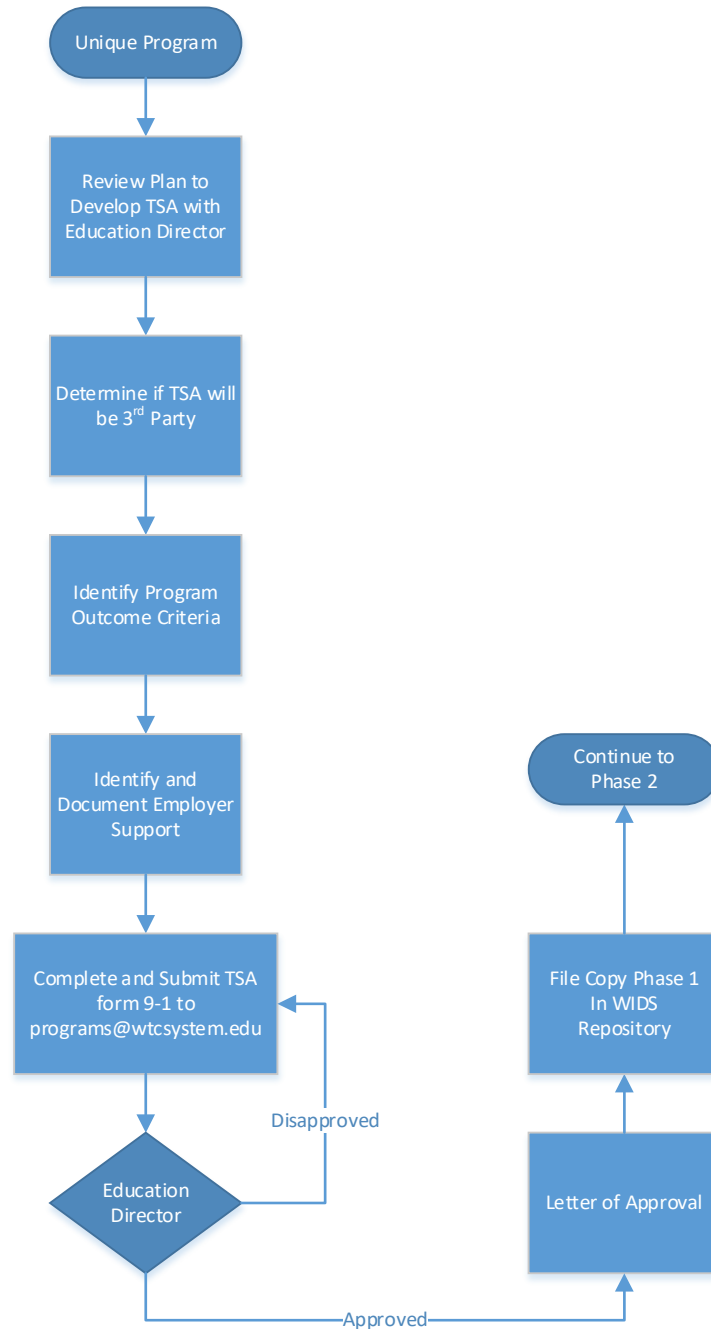 Unique Program
Review Plan to
Develop TSA with
Education Director
Determine if TSA will
be 3rd Party
Identify Program
Outcome Criteria
Identify and
Document Employer
Support
Complete and Submit TSA
form 9-1 to
programs@wtcsystem.edu
Disapproved
Education
Director
Approved
Letter of Approval
File Copy Phase 1
In WIDS
Repository
Continue to
Phase 2